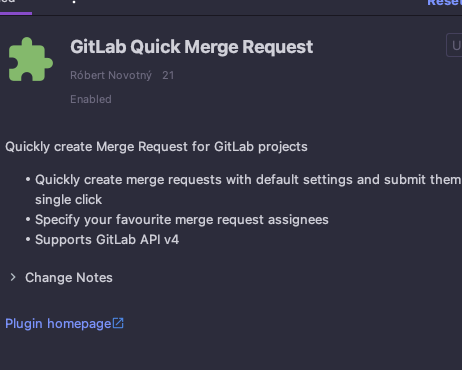 Reset
GitLab Quick Merge Request
Róbert Novotný 21
Enabled
Quickly create Merge Request for GitLab projects
• Quickly create merge requests with default settings and submit them
single click
• Specify your favourite merge request assignees
• Supports GitLab API v4
Change Notes
Plugin homepage